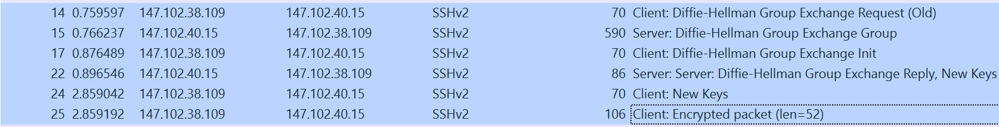 14 0.759597 147.102.38.109 147.102.40.15 SSHv2 70 Client: Diffie-Hellman Group Exchange Request (Old)
15 0.766237 147.102.40.15 147.102.38.109 SSHv2 590 Server: Diffie-Hellman Group Exchange Group
17 0.876489 147.102.38.109 147.102.40.15 SSHv2 70 Client: Diffie-Hellman Group Exchange Init
22 0.896546 147.102.40.15 147.102.38.109 SSHv2 86 Server: Server: Diffie-Hellman Group Exchange Reply, New Keys
24 2.859042 147.102.38.109 147.102.40.15 SSHv2 70 Client: New Keys
25 2.859192 147.102.38.109 147.102.40.15 SSHv2 106 Client: Encrypted packet (len=52)